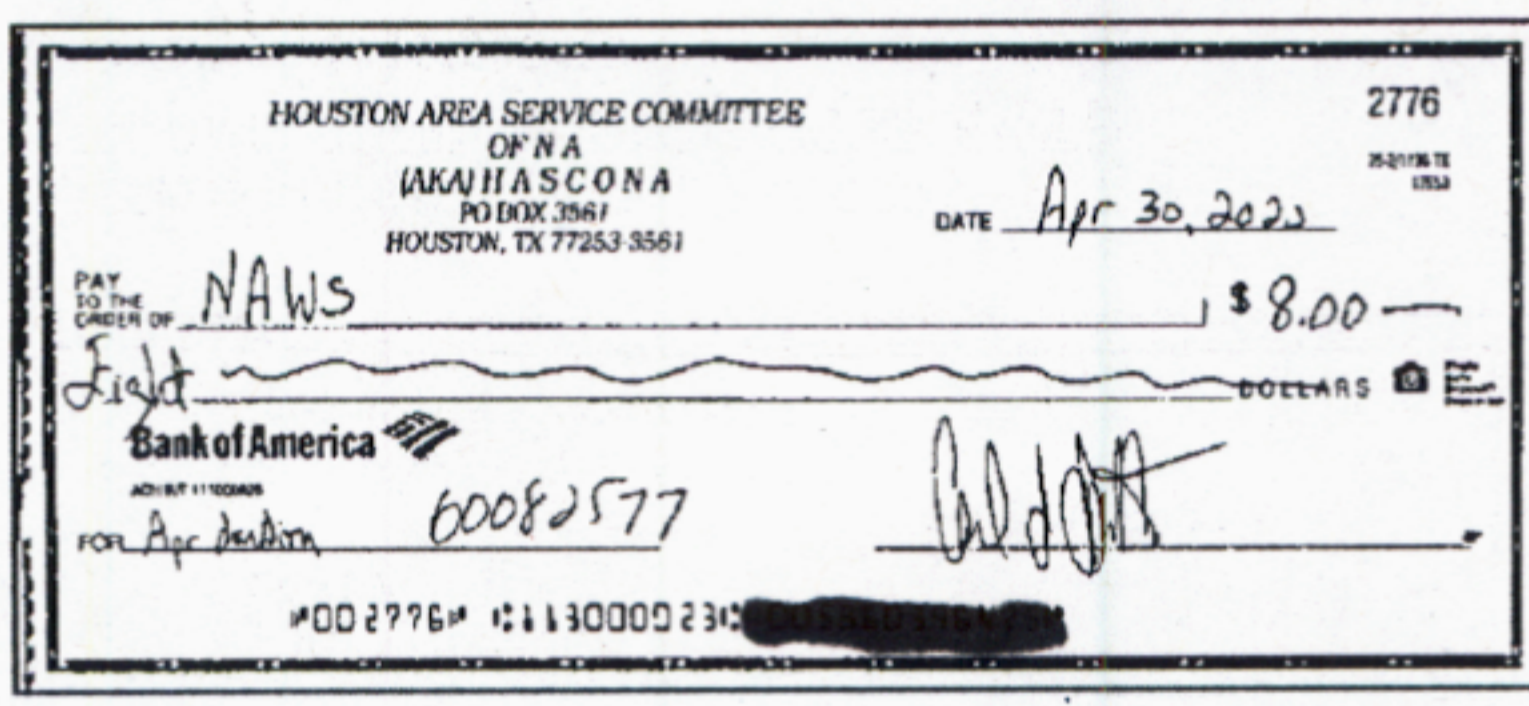 HOUSTON AREA SERVICE COMMITTEE
OF N A
(AKA) H A S C O N A
PO BOX 3561
HOUSTON, TX 77253-3561
2776
DATE Apr 30, 202
PAY TO THE ORDER OF NAWS $ 8.00
Eight DOLLARS
Bank of America
FOR Apr 60082577
⑈002776⑈ ⑆113000023⑆